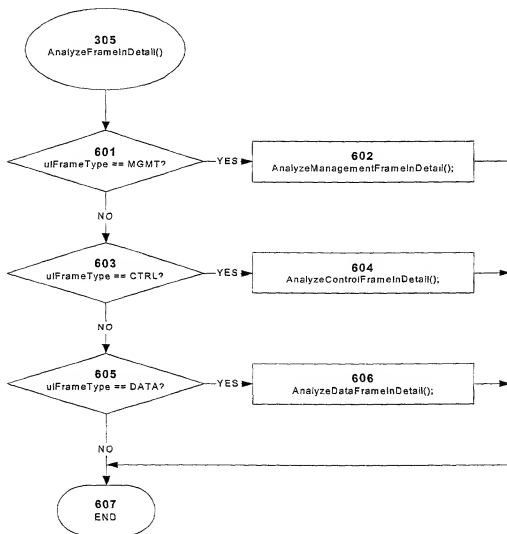 305
AnalyzeFrameInDetail()
601
ulFrameType == MGMT?
YES
602
AnalyzeManagementFrameInDetail();
NO
603
ulFrameType == CTRL?
YES
604
AnalyzeControlFrameInDetail();
NO
605
ulFrameType == DATA?
YES
606
AnalyzeDataFrameInDetail();
NO
607
END